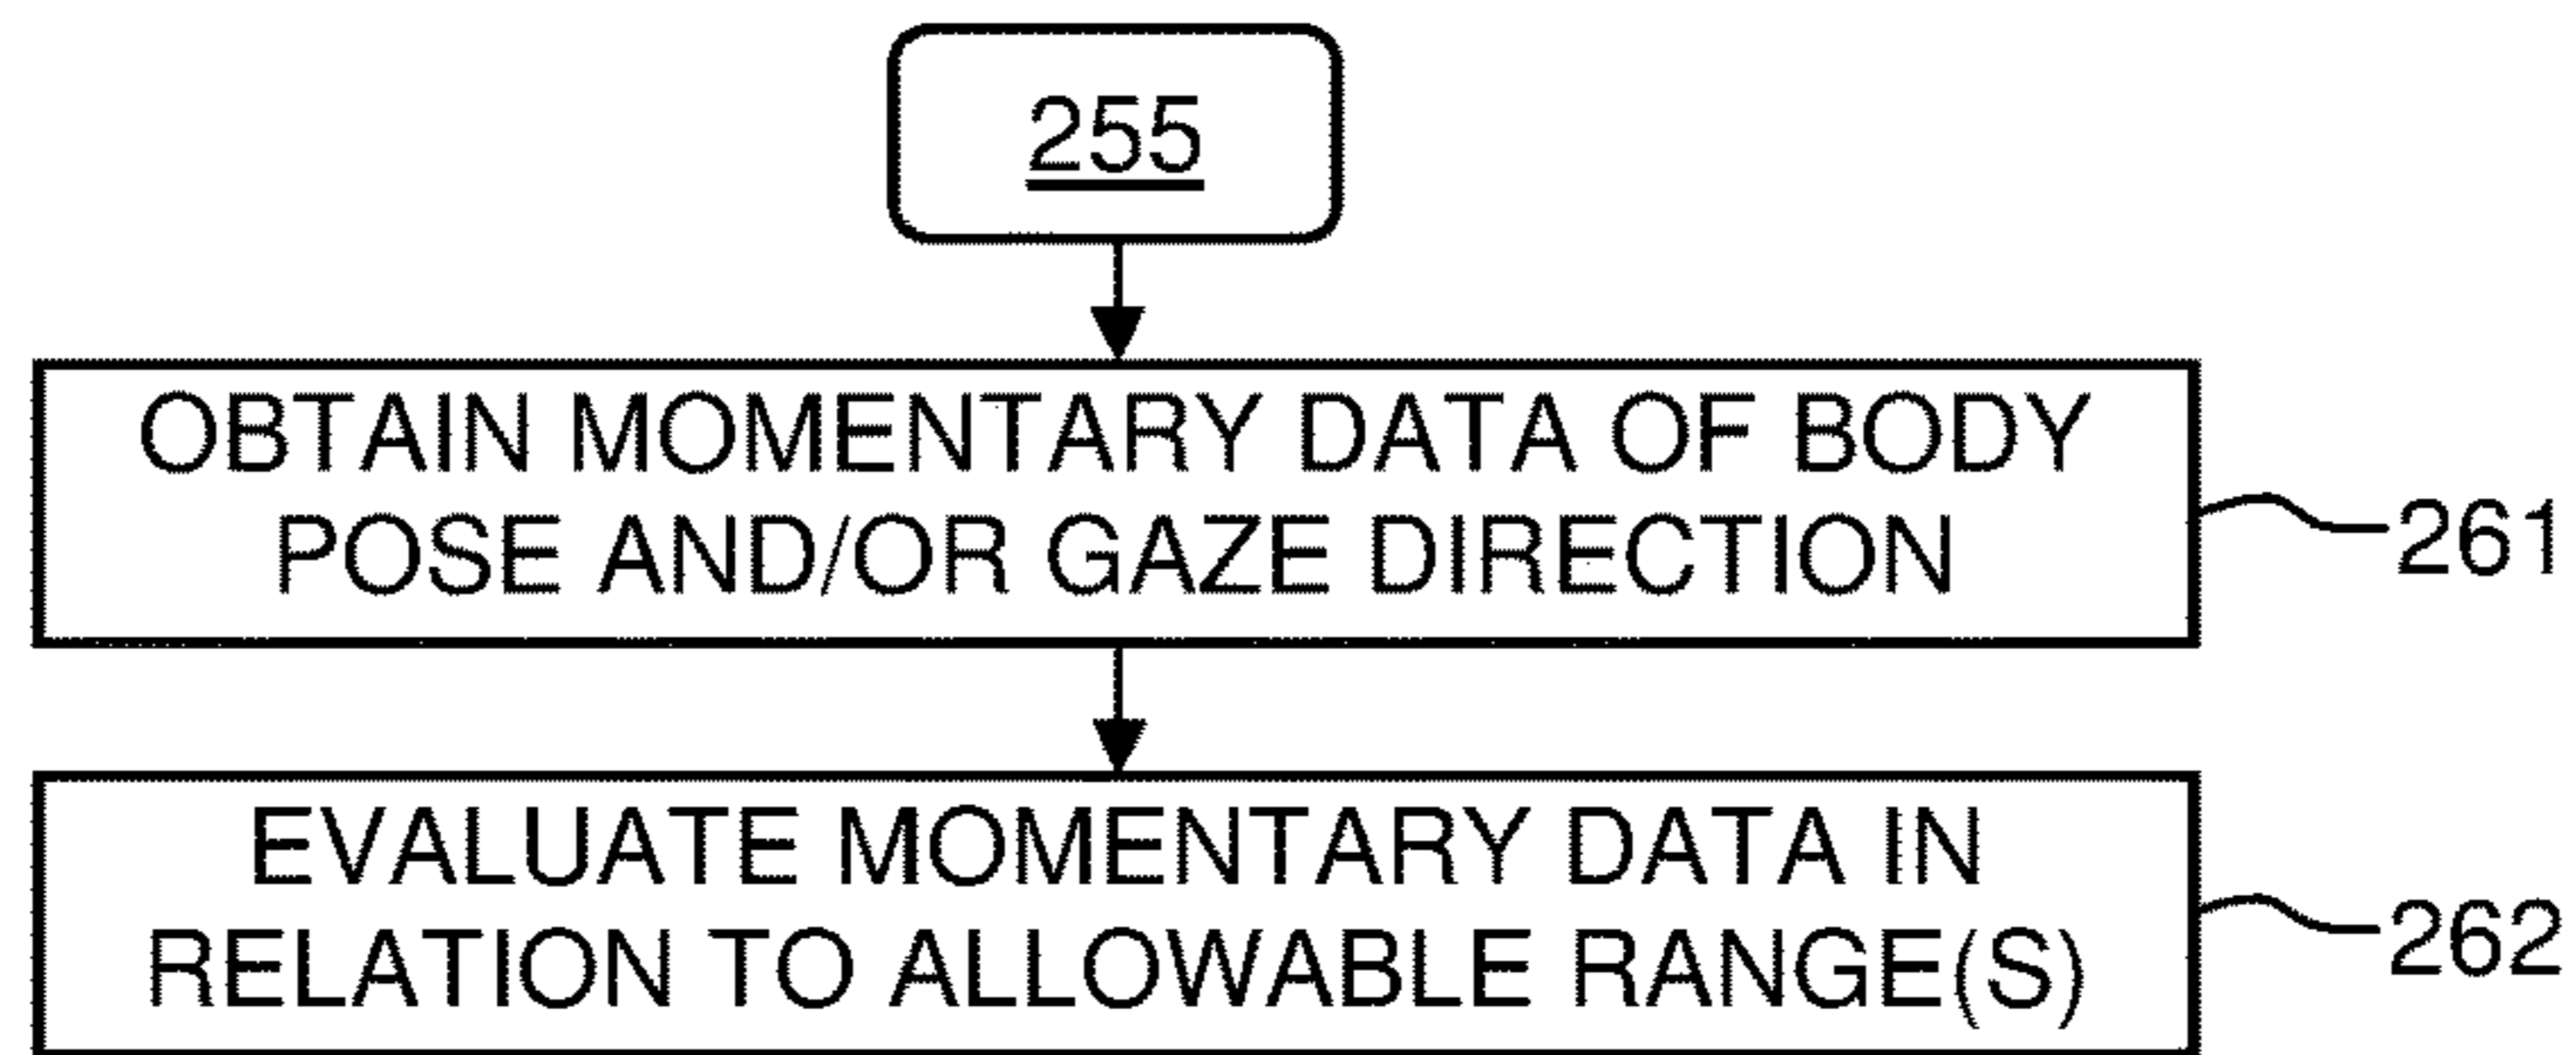 255
OBTAIN MOMENTARY DATA OF BODY
POSE AND/OR GAZE DIRECTION
261
EVALUATE MOMENTARY DATA IN
RELATION TO ALLOWABLE RANGE(S)
262